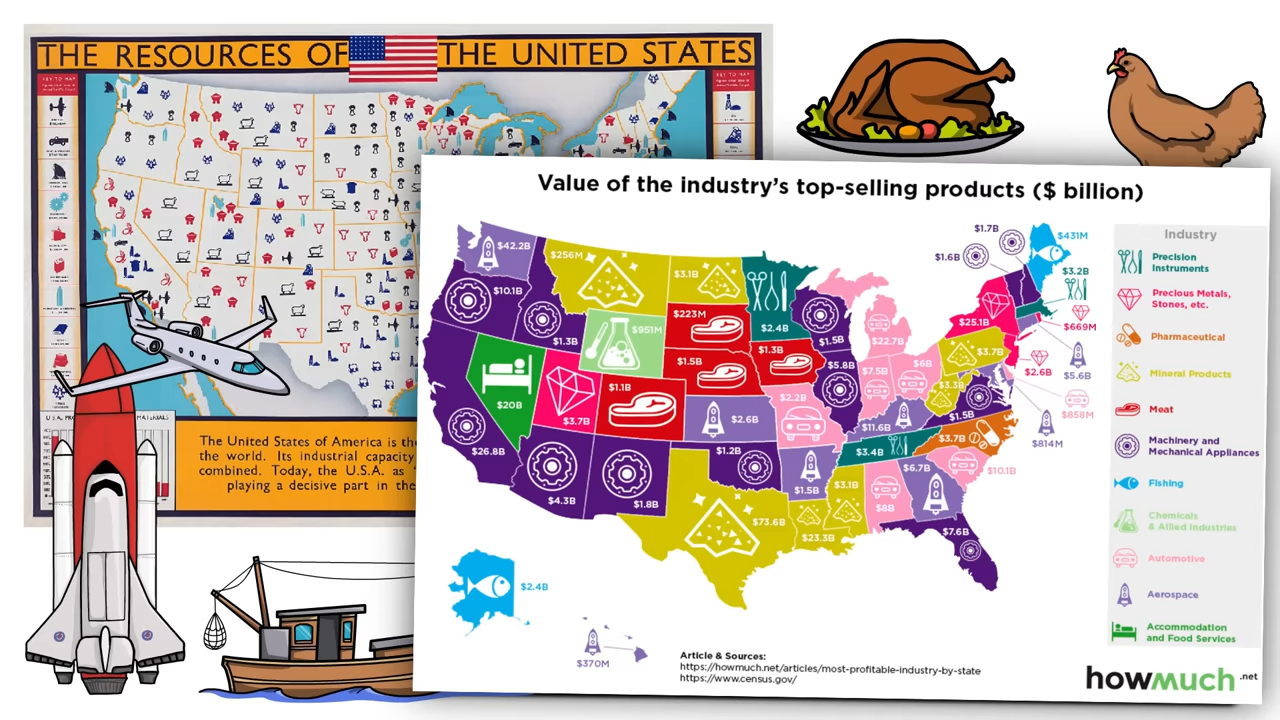 THE RESOURCES OF THE UNITED STATES
KEY TO MAP
KEY TO MAP
U.S.A. PRO
MATERIALS
The United States of America is the
the world. Its industrial capacity
combined. Today, the U.S.A. as
playing a decisive part in the
Value of the industry's top-selling products ($ billion)
$42.2B
$256M
$3.1B
$1.7B
$431M
$1.6B
$10.1B
$223M
$2.4B
$3.2B
$1.3B
$951M
$1.5B
$25.1B
$669M
$22.7B
$1.5B
$1.3B
$5.8B
$7.5B
$6B
$3.7B
$2.6B
$5.6B
$20B
$3.7B
$1.1B
$2.6B
$2.2B
$3.3B
$1.5B
$858M
$814M
$26.8B
$11.6B
$3.7B
$4.3B
$1.8B
$1.2B
$1.5B
$3.4B
$10.1B
$6.7B
$3.1B
$8B
$73.6B
$23.3B
$7.6B
$2.4B
$370M
Industry
Precision
Instruments
Precious Metals,
Stones, etc.
Pharmaceutical
Mineral Products
Meat
Machinery and
Mechanical Appliances
Fishing
Chemicals
& Allied Industries
Automotive
Aerospace
Accommodation
and Food Services
Article & Sources:
https://howmuch.net/articles/most-profitable-industry-by-state
https://www.census.gov/
howmuch.net